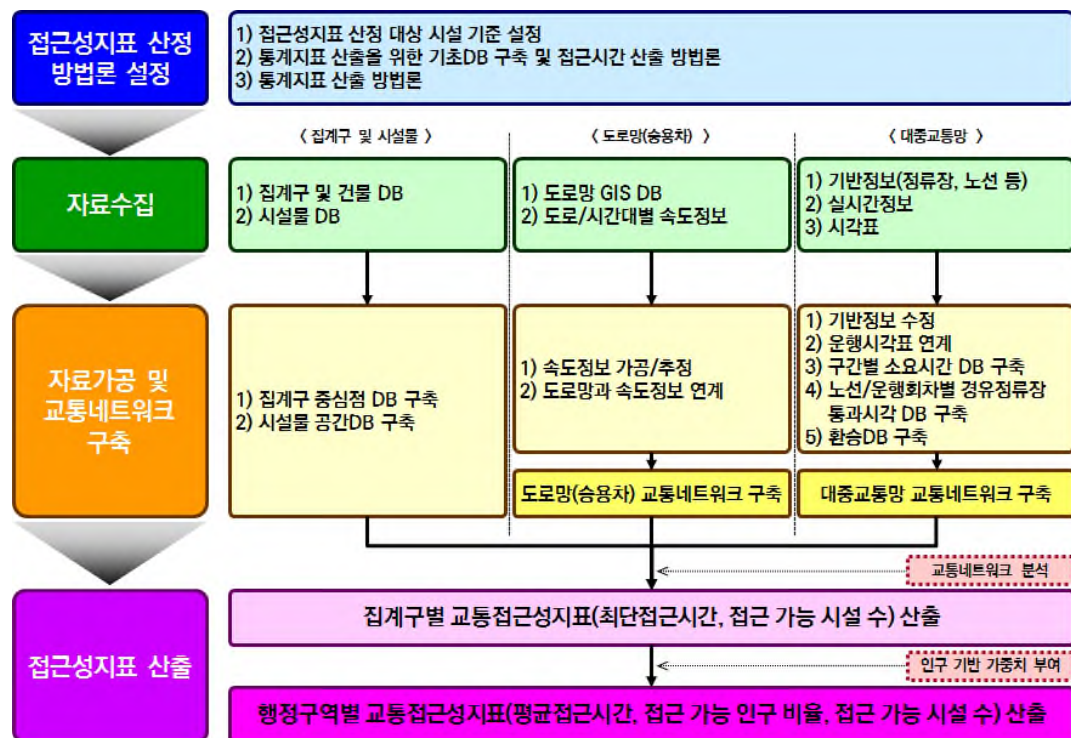 접근성지표 산정
방법론 설정
1) 접근성지표 산정 대상 시설 기준 설정
2) 통계지표 산출을 위한 기초DB 구축 및 접근시간 산출 방법론
3) 통계지표 산출 방법론
< 집계구 및 시설물 >
< 도로망(승용차) >
< 대중교통망 >
자료수집
1) 집계구 및 건물 DB
2) 시설물 DB
1) 도로망 GIS DB
2) 도로/시간대별 속도정보
1) 기반정보(정류장, 노선 등)
2) 실시간정보
3) 시각표
자료가공 및
교통네트워크
구축
1) 집계구 중심점 DB 구축
2) 시설물 공간DB 구축
1) 속도정보 가공/추정
2) 도로망과 속도정보 연계
1) 기반정보 수정
2) 운행시각표 연계
3) 구간별 소요시간 DB 구축
4) 노선/운행회차별 경유정류장
통과시각 DB 구축
5) 환승DB 구축
도로망(승용차) 교통네트워크 구축
대중교통망 교통네트워크 구축
교통네트워크 분석
접근성지표 산출
집계구별 교통접근성지표(최단접근시간, 접근 가능 시설 수) 산출
인구 기반 가중치 부여
행정구역별 교통접근성지표(평균접근시간, 접근 가능 인구 비율, 접근 가능 시설 수) 산출